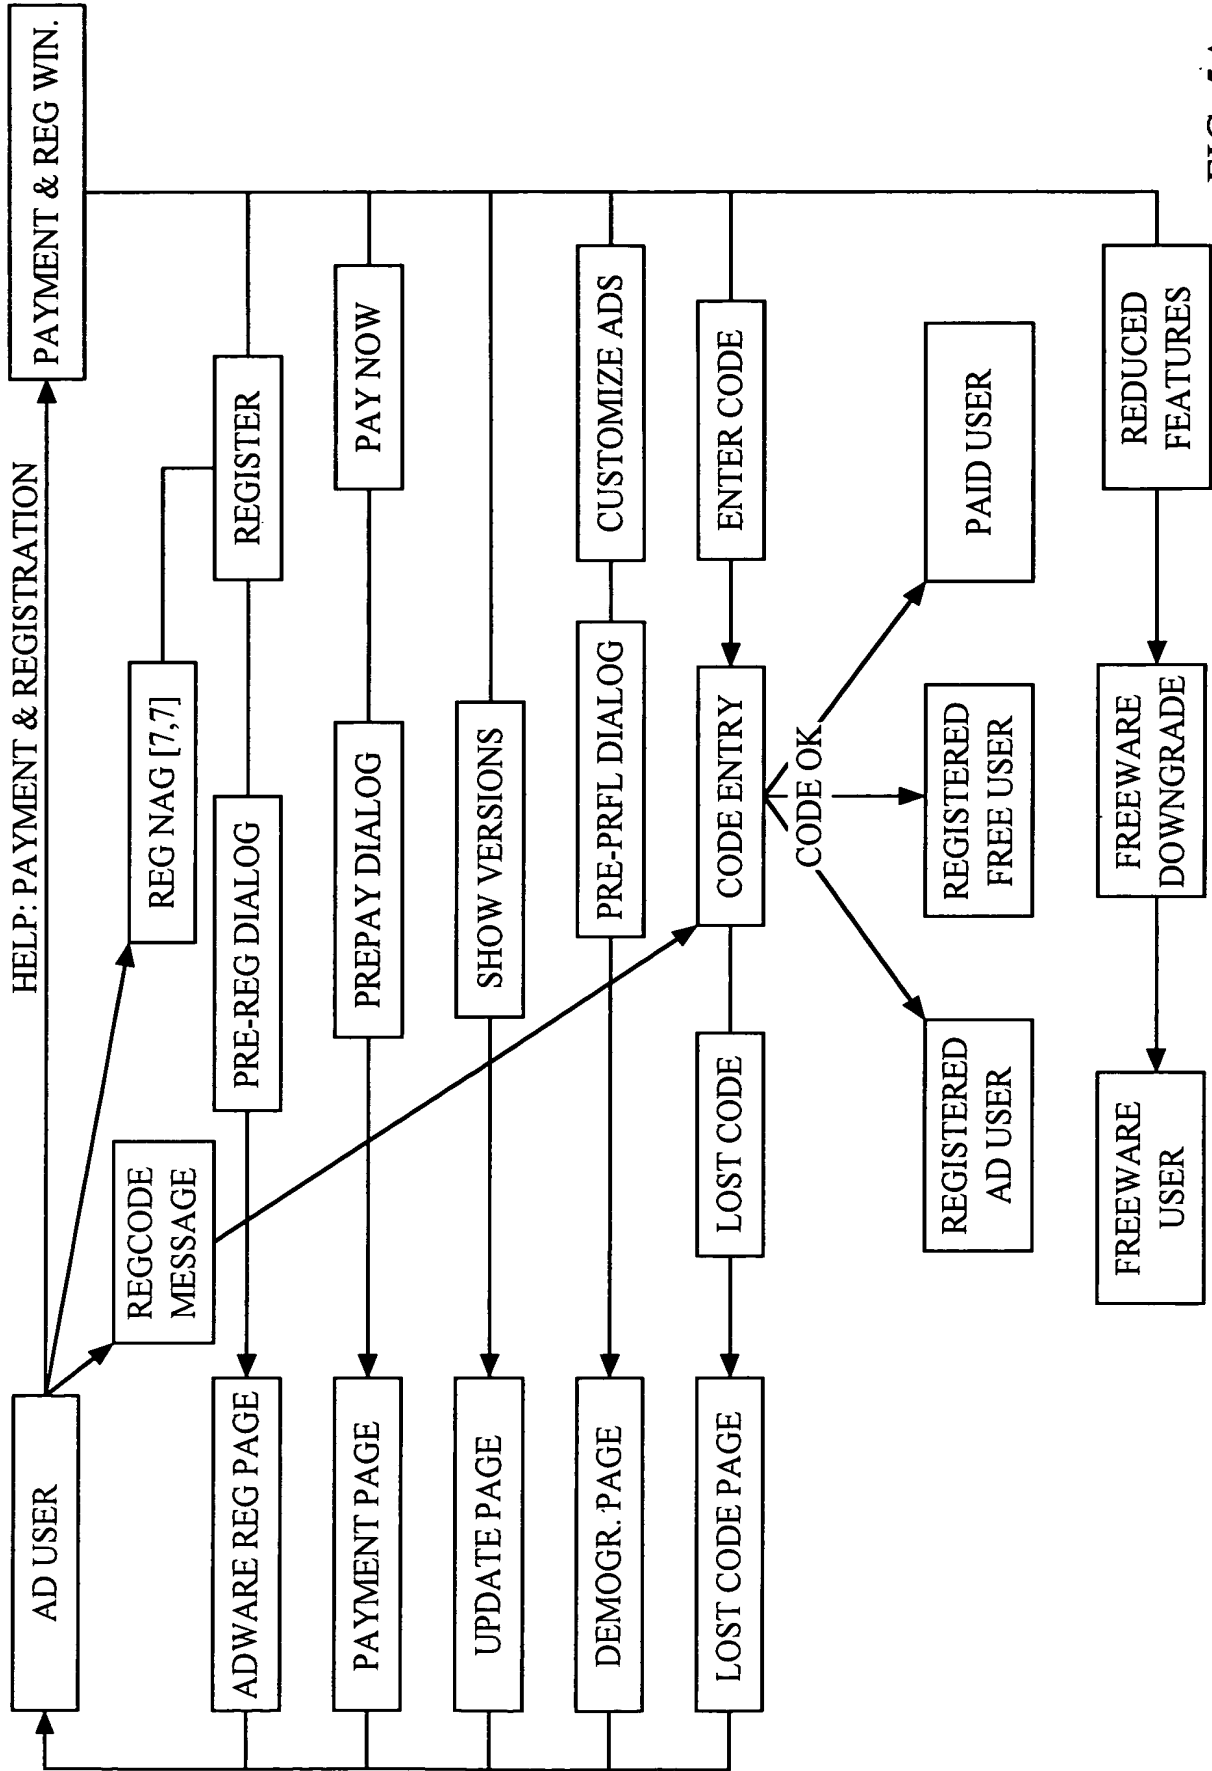 HELP: PAYMENT & REGISTRATION
AD USER
PAYMENT & REG WIN.
REGCODE
MESSAGE
REG NAG [7,7]
ADWARE REG PAGE
PRE-REG DIALOG
REGISTER
PAYMENT PAGE
PREPAY DIALOG
PAY NOW
UPDATE PAGE
SHOW VERSIONS
DEMOGR. PAGE
PRE-PRFL DIALOG
CUSTOMIZE ADS
LOST CODE PAGE
LOST CODE
CODE ENTRY
ENTER CODE
CODE OK
REGISTERED
AD USER
REGISTERED
FREE USER
PAID USER
FREEWARE
USER
FREEWARE
DOWNGRADE
REDUCED
FEATURES